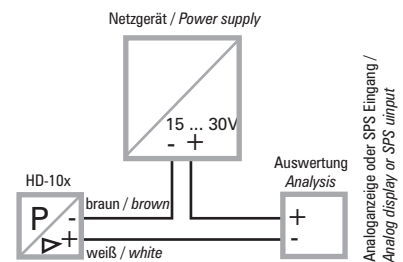 Netzgerät / Power supply
15 ... 30V
- +
HD-10x
P
-
+
braun / brown
weiß / white
Auswertung
Analysis
+
-
Analoganzeige oder SPS Eingang /
Analog display or SPS uinput